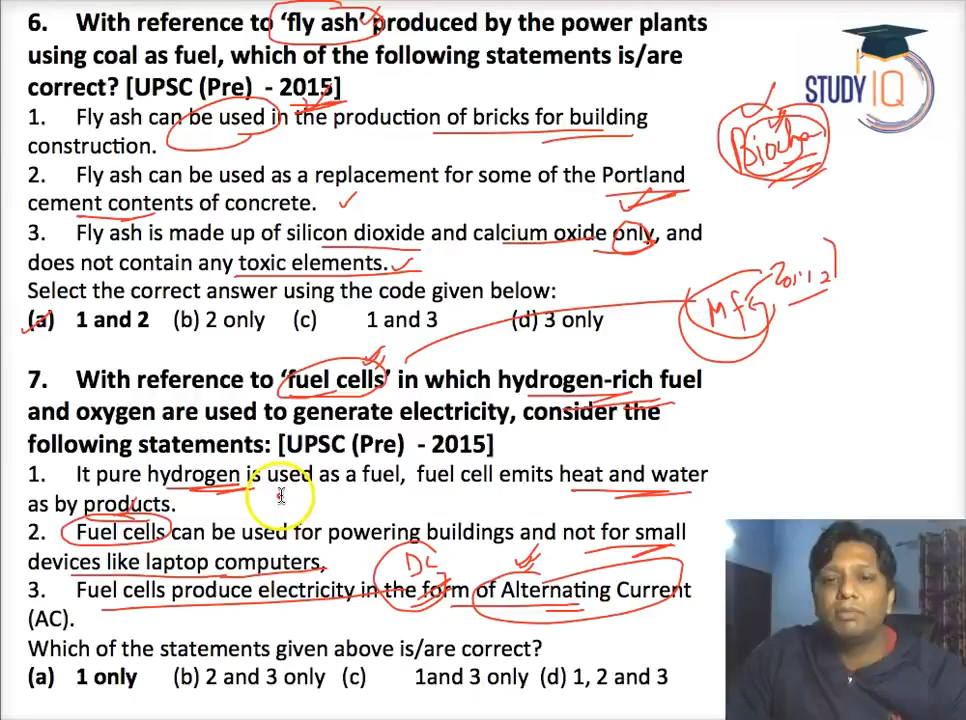 6. With reference to ‘fly ash’ produced by the power plants
using coal as fuel, which of the following statements is/are
correct? [UPSC (Pre) - 2015]
1. Fly ash can be used in the production of bricks for building
construction.
2. Fly ash can be used as a replacement for some of the Portland
cement contents of concrete.
3. Fly ash is made up of silicon dioxide and calcium oxide only, and
does not contain any toxic elements.
Select the correct answer using the code given below:
(a) 1 and 2 (b) 2 only (c) 1 and 3 (d) 3 only
7. With reference to ‘fuel cells’ in which hydrogen-rich fuel
and oxygen are used to generate electricity, consider the
following statements: [UPSC (Pre) - 2015]
1. It pure hydrogen is used as a fuel, fuel cell emits heat and water
as by products.
2. Fuel cells can be used for powering buildings and not for small
devices like laptop computers,
3. Fuel cells produce electricity in the form of Alternating Current
(AC).
Which of the statements given above is/are correct?
(a) 1 only (b) 2 and 3 only (c) 1and 3 only (d) 1, 2 and 3
STUDY IQ
DC